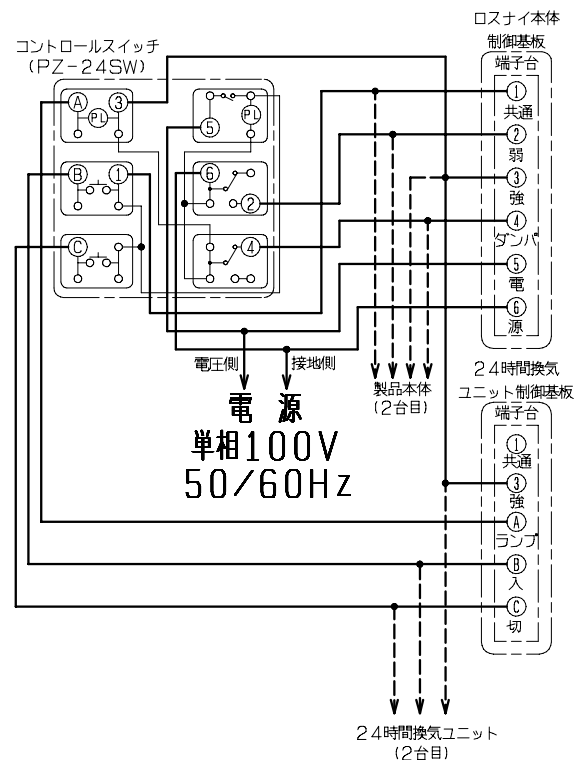 ロスナイ本体
制御基板
端子台
① 共通
② 弱
③ 強
④ ダンパ
⑤ 電
⑥ 源
コントロールスイッチ
(PZ-24SW)
Ⓐ ③
PL
Ⓑ ①
Ⓒ
⑤
PL
⑥ ②
④
電圧側
接地側
電 源
単相100V
50/60Hz
製品本体
(2台目)
24時間換気
ユニット制御基板
端子台
① 共通
③ 強
Ⓐ ランプ
Ⓑ 入
Ⓒ 切
24時間換気ユニット
(2台目)